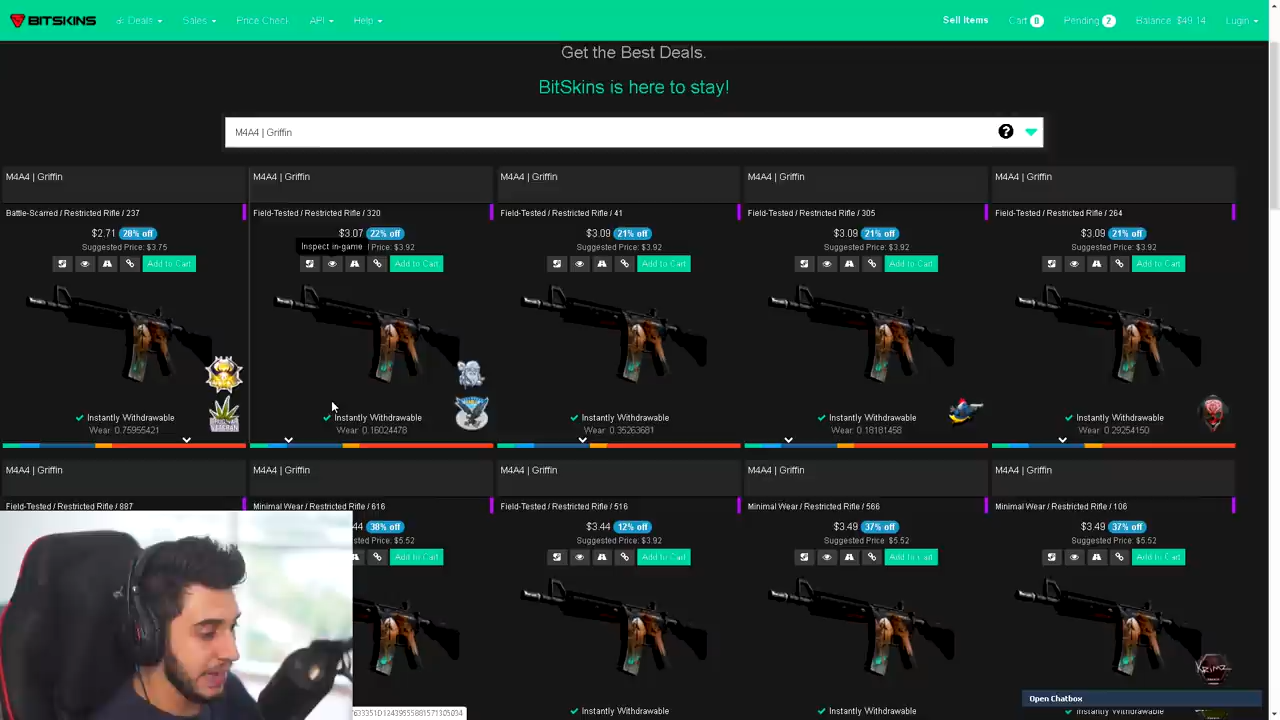 BITSKINS Deals Sales Price Check API Help Sell Items Cart 0 Pending 2 Balance: $49.14 Login
Get the Best Deals.
BitSkins is here to stay!
M4A4 | Griffin ?
M4A4 | Griffin M4A4 | Griffin M4A4 | Griffin M4A4 | Griffin M4A4 | Griffin
Battle-Scarred / Restricted Rifle / 237 Field-Tested / Restricted Rifle / 320 Field-Tested / Restricted Rifle / 41 Field-Tested / Restricted Rifle / 305 Field-Tested / Restricted Rifle / 264
$2.71 28% off $3.07 22% off $3.09 21% off $3.09 21% off $3.09 21% off
Suggested Price: $3.75 Inspect in-game Price: $3.92 Suggested Price: $3.92 Suggested Price: $3.92 Suggested Price: $3.92
Add to Cart Add to Cart Add to Cart Add to Cart Add to Cart
Instantly Withdrawable Instantly Withdrawable Instantly Withdrawable Instantly Withdrawable Instantly Withdrawable
Wear: 0.75955421 Wear: 0.16024478 Wear: 0.35263681 Wear: 0.18181458 Wear: 0.29254150
M4A4 | Griffin M4A4 | Griffin M4A4 | Griffin M4A4 | Griffin M4A4 | Griffin
Field-Tested / Restricted Rifle / 887 Minimal Wear / Restricted Rifle / 616 Field-Tested / Restricted Rifle / 516 Minimal Wear / Restricted Rifle / 566 Minimal Wear / Restricted Rifle / 106
44 38% off $3.44 12% off $3.49 37% off $3.49 37% off
sted Price: $5.52 Suggested Price: $3.92 Suggested Price: $5.52 Suggested Price: $5.52
Add to Cart Add to Cart Add to Cart Add to Cart
Open Chatbox
Instantly Withdrawable Instantly Withdrawable Instantly Withdrawable